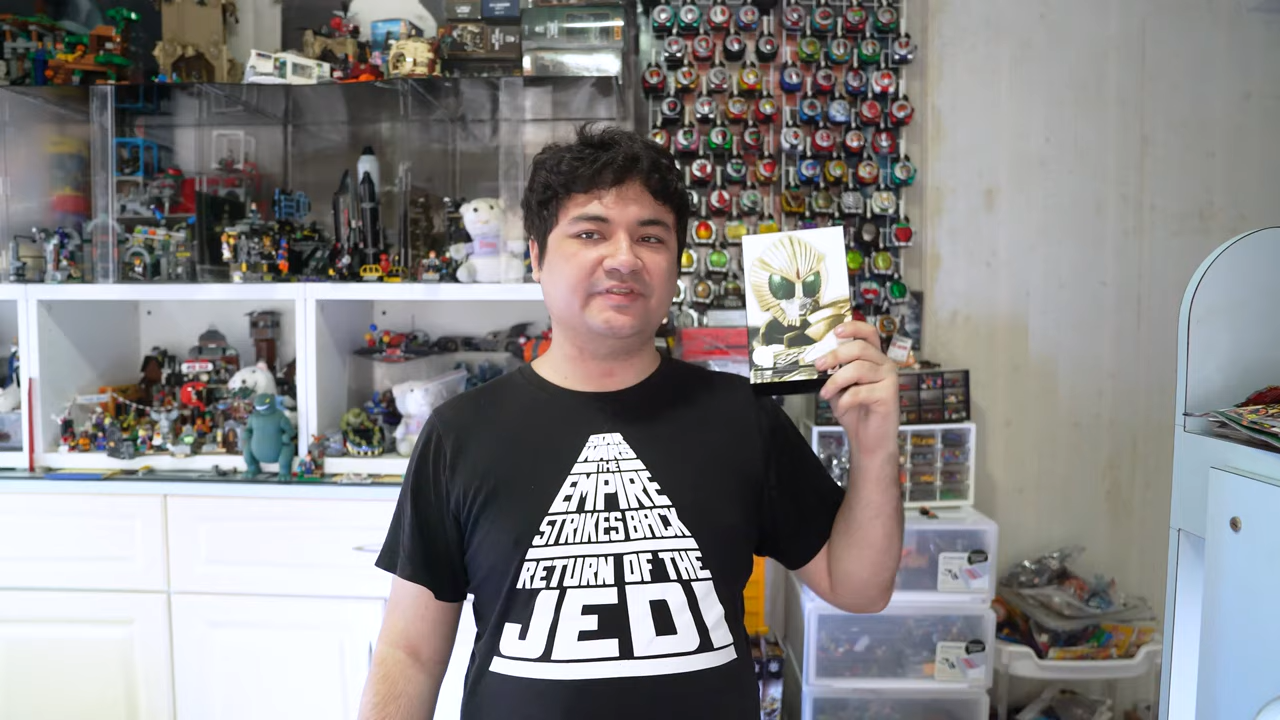 STAR
WARS
THE
EMPIRE
STRIKES BACK
RETURN OF THE
JEDI